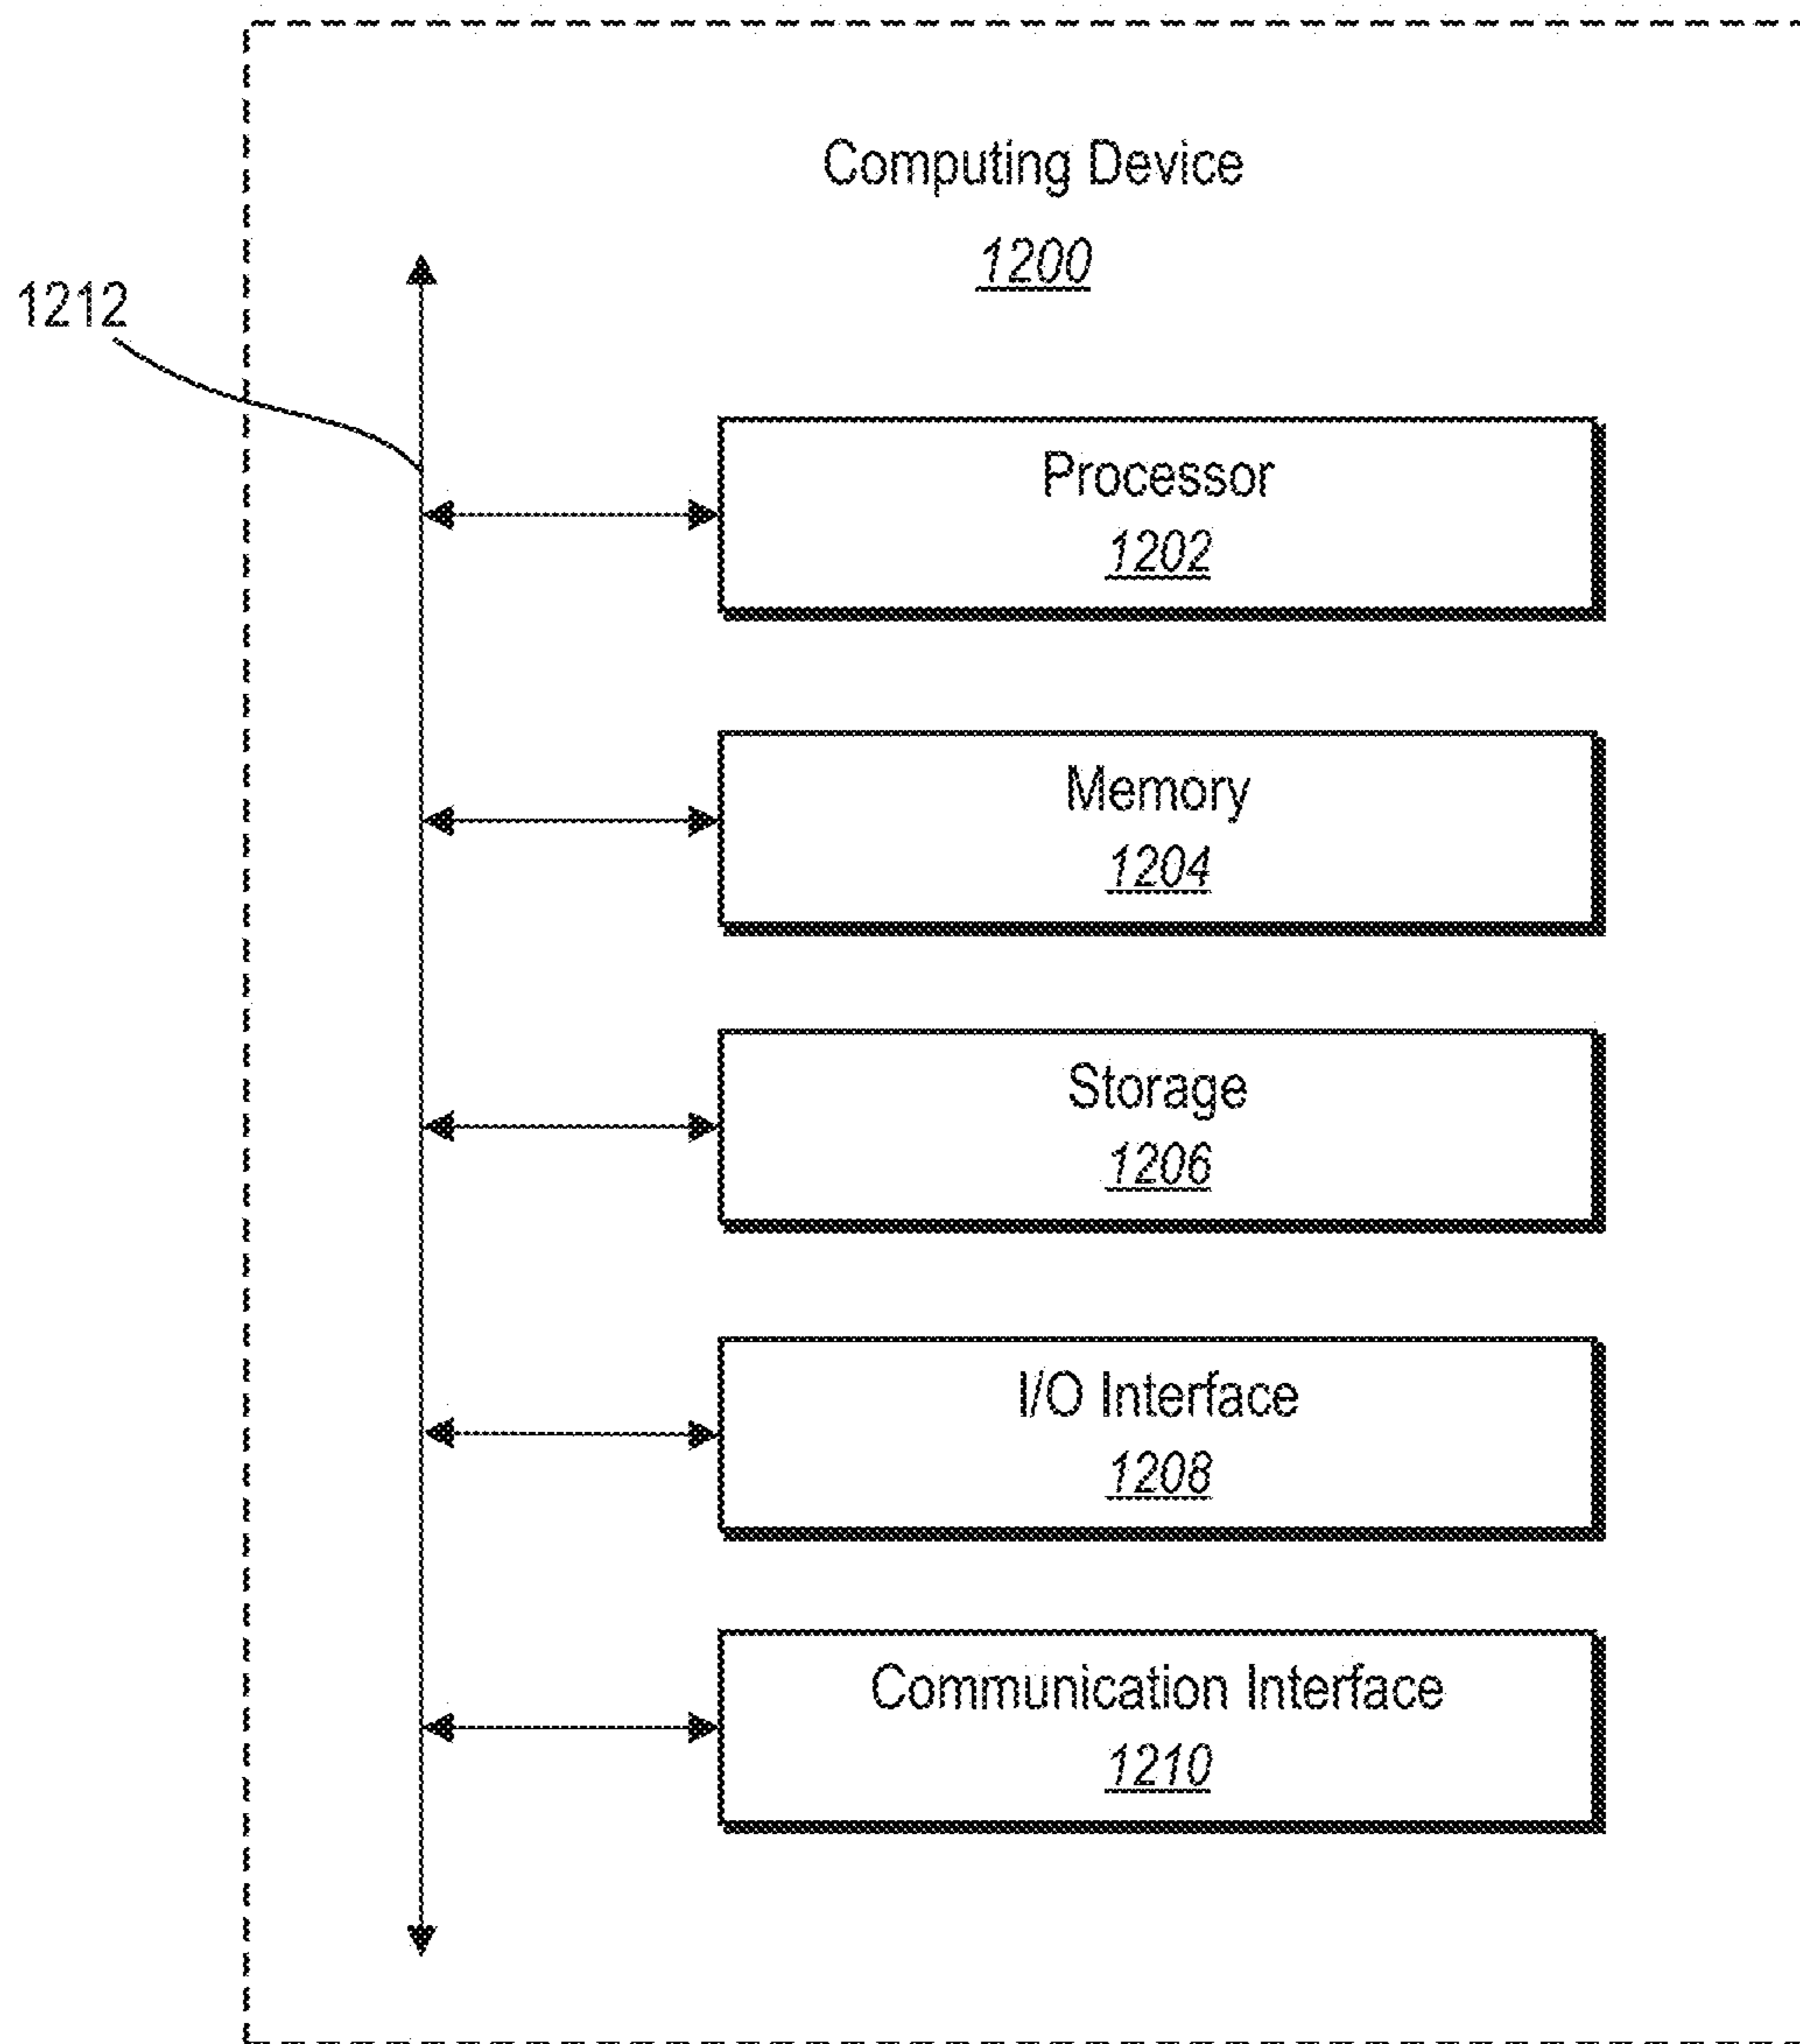 Computing Device
1200
1212
Processor
1202
Memory
1204
Storage
1206
I/O Interface
1208
Communication Interface
1210